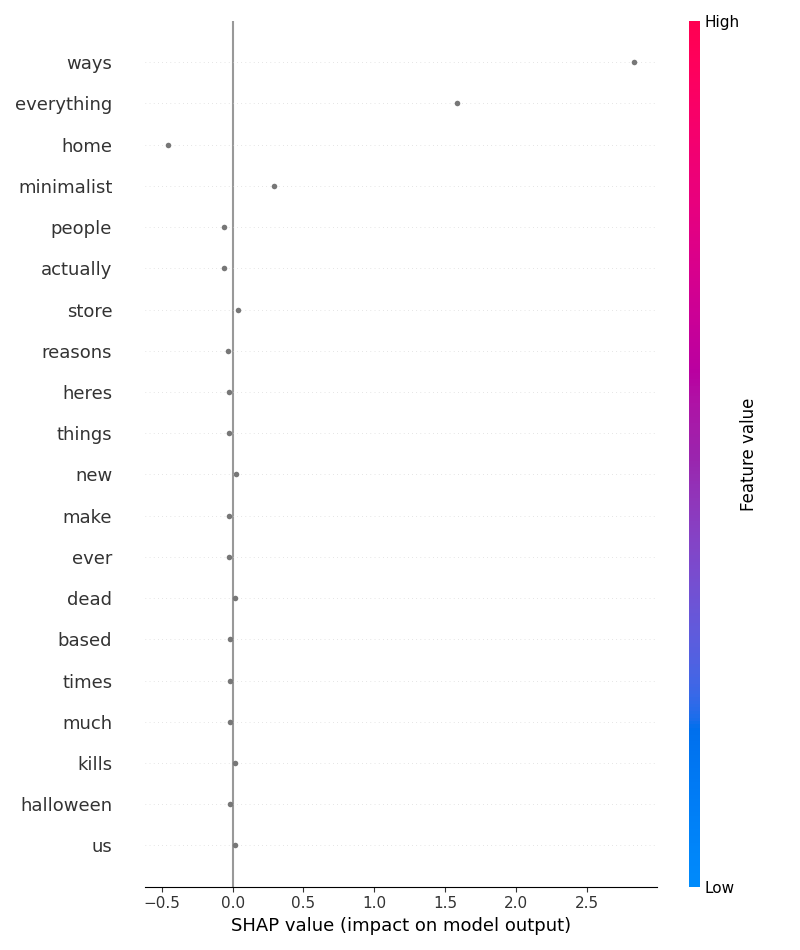 High
ways
everything
home
minimalist
people
actually
store
reasons
heres
things
new
make
ever
dead
based
times
much
kills
halloween
us
Feature value
Low
−0.5 0.0 0.5 1.0 1.5 2.0 2.5
SHAP value (impact on model output)